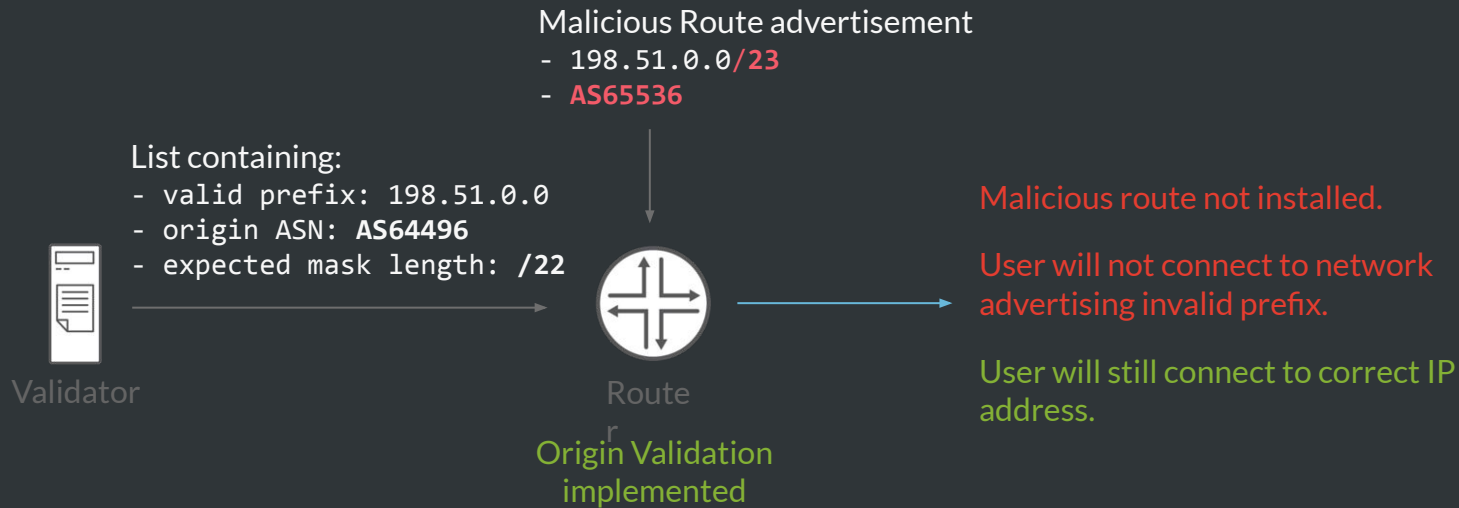 Malicious Route advertisement
- 198.51.0.0/23
- AS65536
List containing:
- valid prefix: 198.51.0.0
- origin ASN: AS64496
- expected mask length: /22
Validator
Route
r
Origin Validation
implemented
Malicious route not installed.
User will not connect to network
advertising invalid prefix.
User will still connect to correct IP
address.